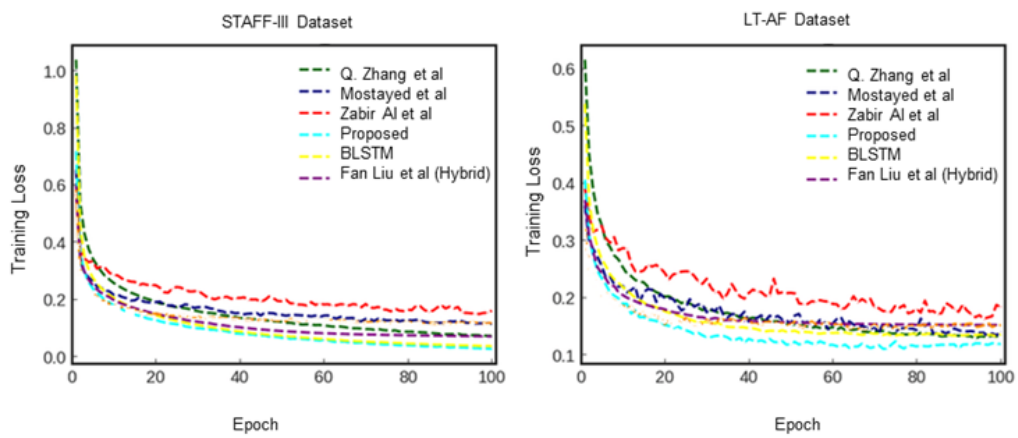 STAFF-III Dataset
Training Loss
1.0
0.8
0.6
0.4
0.2
0.0
0 20 40 60 80 100
Epoch
Q. Zhang et al
Mostayed et al
Zabir Al et al
Proposed
BLSTM
Fan Liu et al (Hybrid)
LT-AF Dataset
Training Loss
0.6
0.5
0.4
0.3
0.2
0.1
0 20 40 60 80 100
Epoch
Q. Zhang et al
Mostayed et al
Zabir Al et al
Proposed
BLSTM
Fan Liu et al (Hybrid)